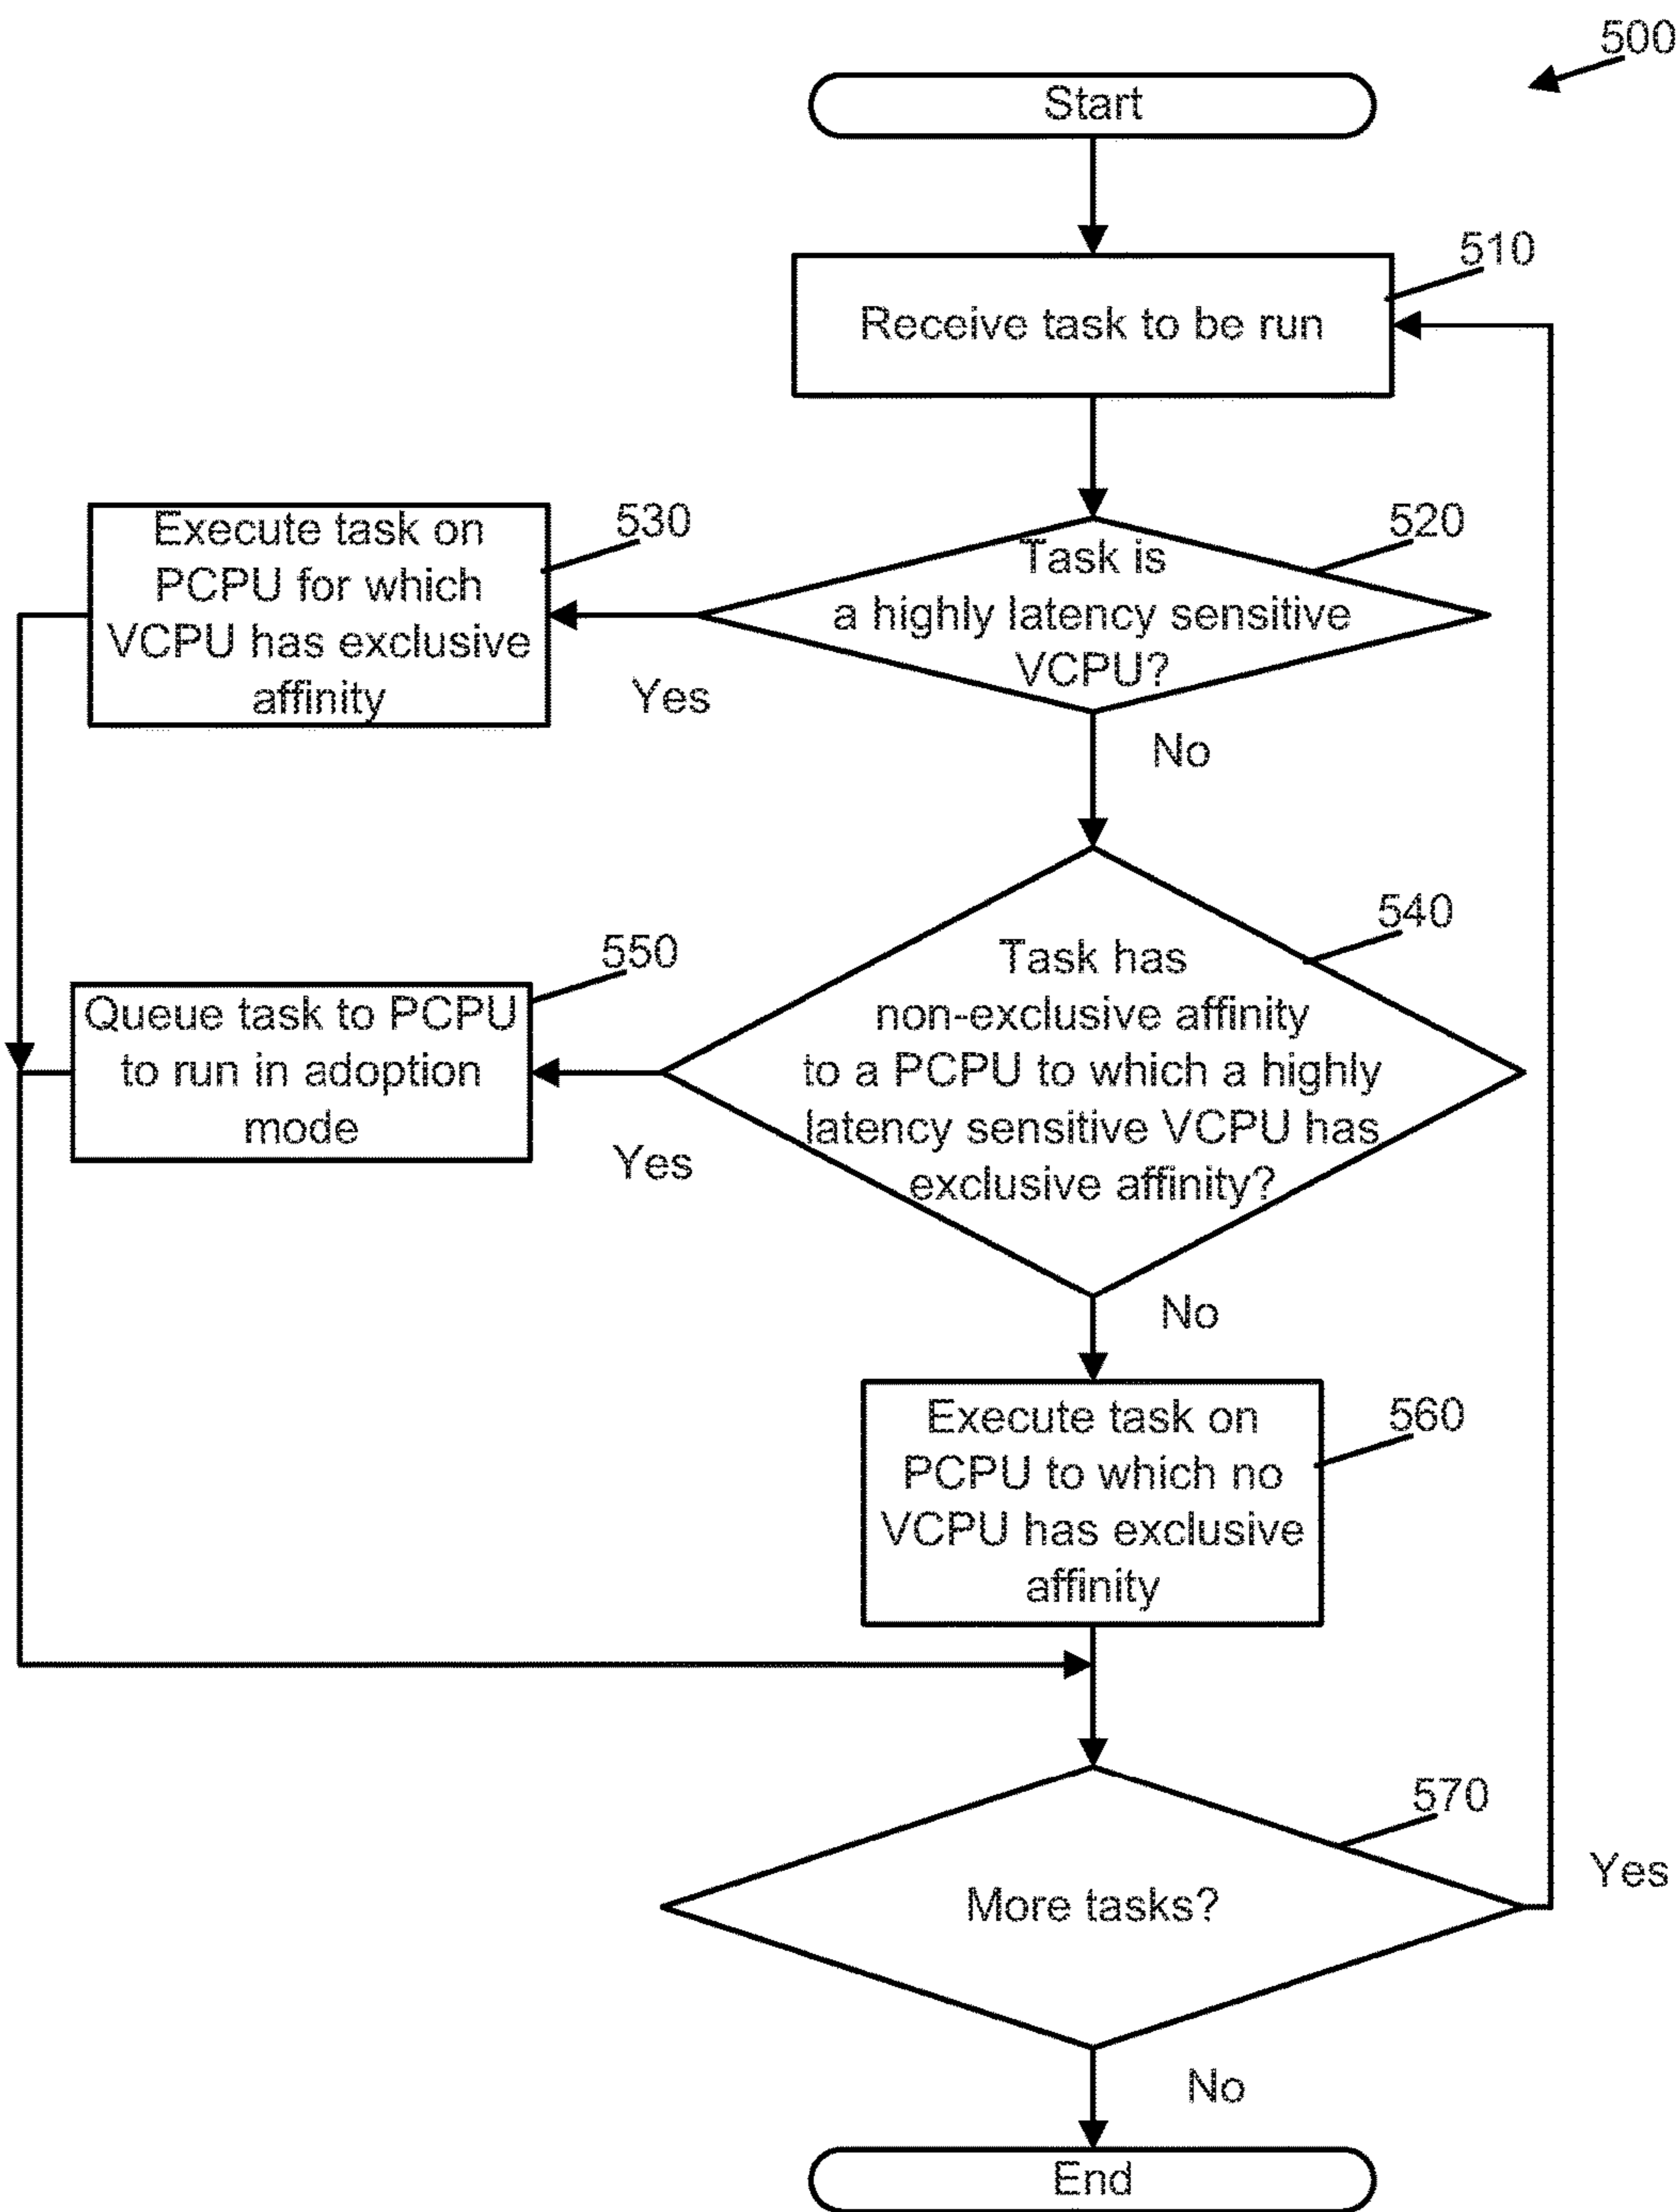 500
Start
510
Receive task to be run
520
Task is
a highly latency sensitive
VCPU?
530
Execute task on
PCPU for which
VCPU has exclusive
affinity
Yes
No
540
Task has
non-exclusive affinity
to a PCPU to which a highly
latency sensitive VCPU has
exclusive affinity?
550
Queue task to PCPU
to run in adoption
mode
Yes
No
560
Execute task on
PCPU to which no
VCPU has exclusive
affinity
570
More tasks?
Yes
No
End